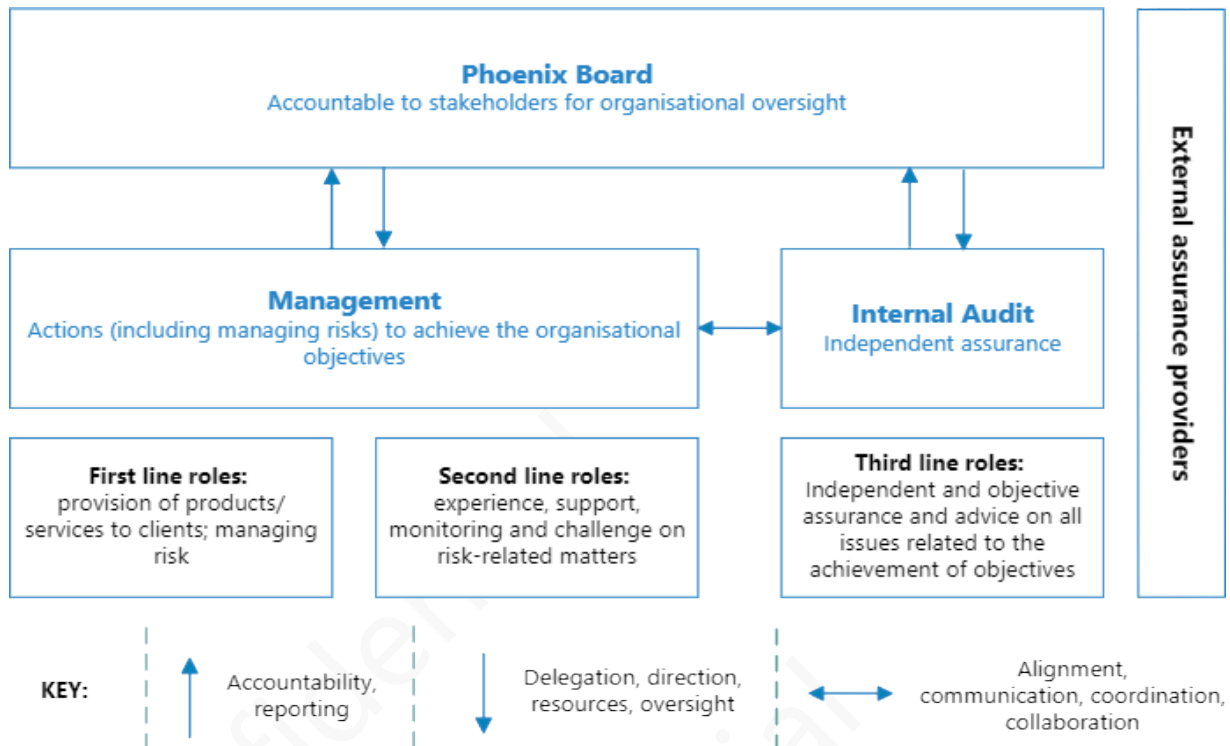 Phoenix Board
Accountable to stakeholders for organisational oversight
External assurance providers
Management
Actions (including managing risks) to achieve the organisational
objectives
Internal Audit
Independent assurance
First line roles:
provision of products/
services to clients; managing
risk
Second line roles:
experience, support,
monitoring and challenge on
risk-related matters
Third line roles:
Independent and objective
assurance and advice on all
issues related to the
achievement of objectives
KEY:
Accountability,
reporting
Delegation, direction,
resources, oversight
Alignment,
communication, coordination,
collaboration